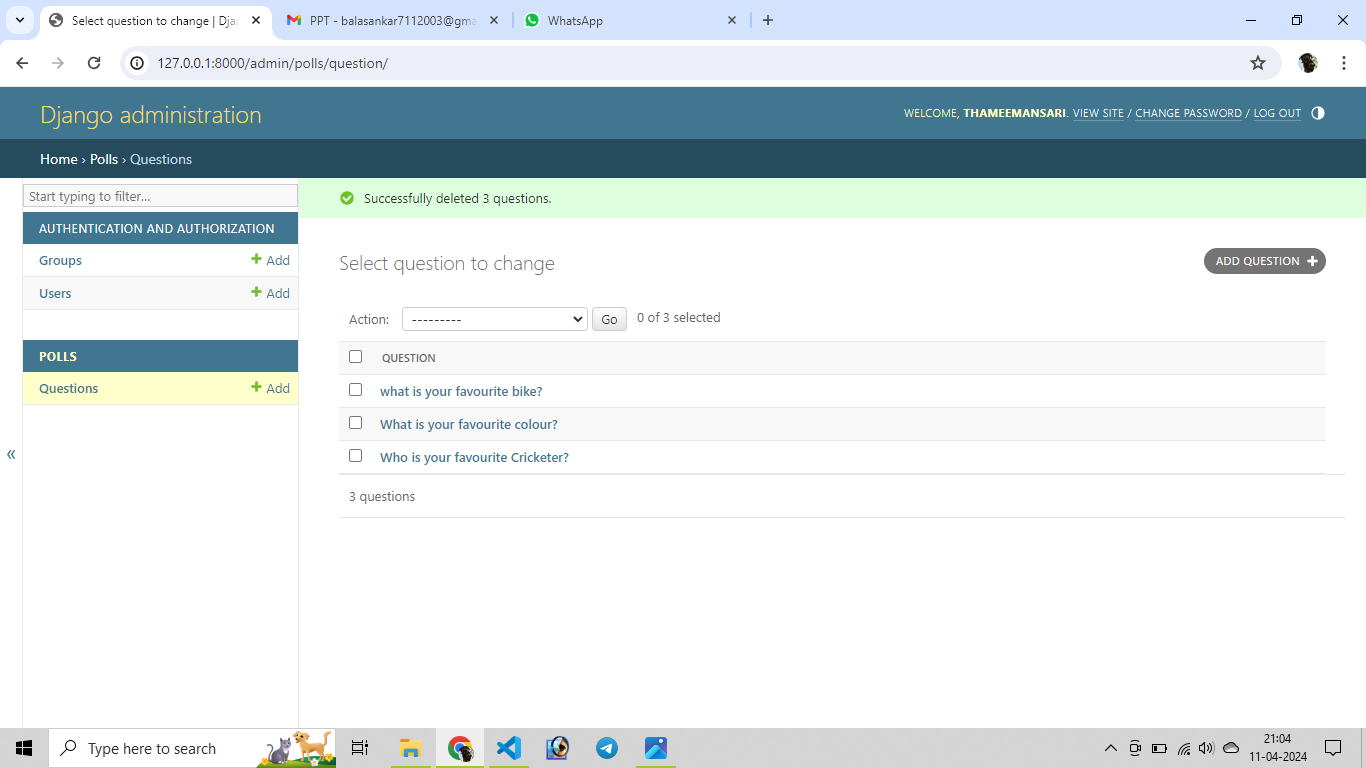 Select question to change | Dja
PPT - balasankar7112003@gma
WhatsApp
127.0.0.1:8000/admin/polls/question/
Django administration
WELCOME, THAMEEMANSARI. VIEW SITE / CHANGE PASSWORD / LOG OUT
Home › Polls › Questions
Start typing to filter...
Successfully deleted 3 questions.
AUTHENTICATION AND AUTHORIZATION
Groups
Add
Users
Add
POLLS
Questions
Add
«
Select question to change
ADD QUESTION
Action:
---------
Go
0 of 3 selected
QUESTION
what is your favourite bike?
What is your favourite colour?
Who is your favourite Cricketer?
3 questions
Type here to search
21:04
11-04-2024